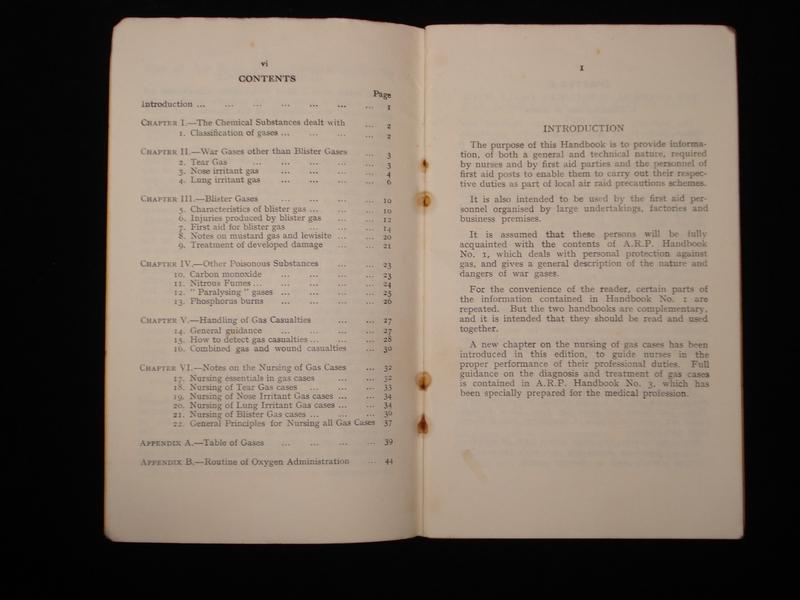 vi
CONTENTS
Page
Introduction ... ... ... ... ... ... ... 1
CHAPTER I.—The Chemical Substances dealt with ... 2
1. Classification of gases ... ... ... ... 2
CHAPTER II.—War Gases other than Blister Gases ... 3
2. Tear Gas ... ... ... ... ... 3
3. Nose irritant gas ... ... ... ... 4
4. Lung irritant gas ... ... ... ... 6
CHAPTER III.—Blister Gases ... ... ... ... 10
5. Characteristics of blister gas ... ... ... 10
6. Injuries produced by blister gas ... ... 12
7. First aid for blister gas ... ... ... 14
8. Notes on mustard gas and lewisite ... ... 20
9. Treatment of developed damage ... ... 21
CHAPTER IV.—Other Poisonous Substances ... ... 23
10. Carbon monoxide ... ... ... ... 23
11. Nitrous Fumes ... ... ... ... ... 24
12. "Paralysing" gases ... ... ... ... 25
13. Phosphorus burns ... ... ... ... 26
CHAPTER V.—Handling of Gas Casualties ... ... 27
14. General guidance ... ... ... ... 27
15. How to detect gas casualties ... ... ... 28
16. Combined gas and wound casualties ... 30
CHAPTER VI.—Notes on the Nursing of Gas Cases ... 32
17. Nursing essentials in gas cases ... ... 32
18. Nursing of Tear Gas cases ... ... ... 33
19. Nursing of Nose Irritant Gas cases ... ... 34
20. Nursing of Lung Irritant Gas cases ... ... 34
21. Nursing of Blister Gas cases ... ... ... 36
22. General Principles for Nursing all Gas Cases 37
APPENDIX A.—Table of Gases ... ... ... ... 39
APPENDIX B.—Routine of Oxygen Administration ... 44
1
INTRODUCTION
The purpose of this Handbook is to provide informa-
tion, of both a general and technical nature, required
by nurses and by first aid parties and the personnel of
first aid posts to enable them to carry out their respec-
tive duties as part of local air raid precautions schemes.
It is also intended to be used by the first aid per-
sonnel organised by large undertakings, factories and
business premises.
It is assumed that these persons will be fully
acquainted with the contents of A.R.P. Handbook
No. 1, which deals with personal protection against
gas, and gives a general description of the nature and
dangers of war gases.
For the convenience of the reader, certain parts of
the information contained in Handbook No. 1 are
repeated. But the two handbooks are complementary,
and it is intended that they should be read and used
together.
A new chapter on the nursing of gas cases has been
introduced in this edition, to guide nurses in the
proper performance of their professional duties. Full
guidance on the diagnosis and treatment of gas cases
is contained in A.R.P. Handbook No. 3, which has
been specially prepared for the medical profession.